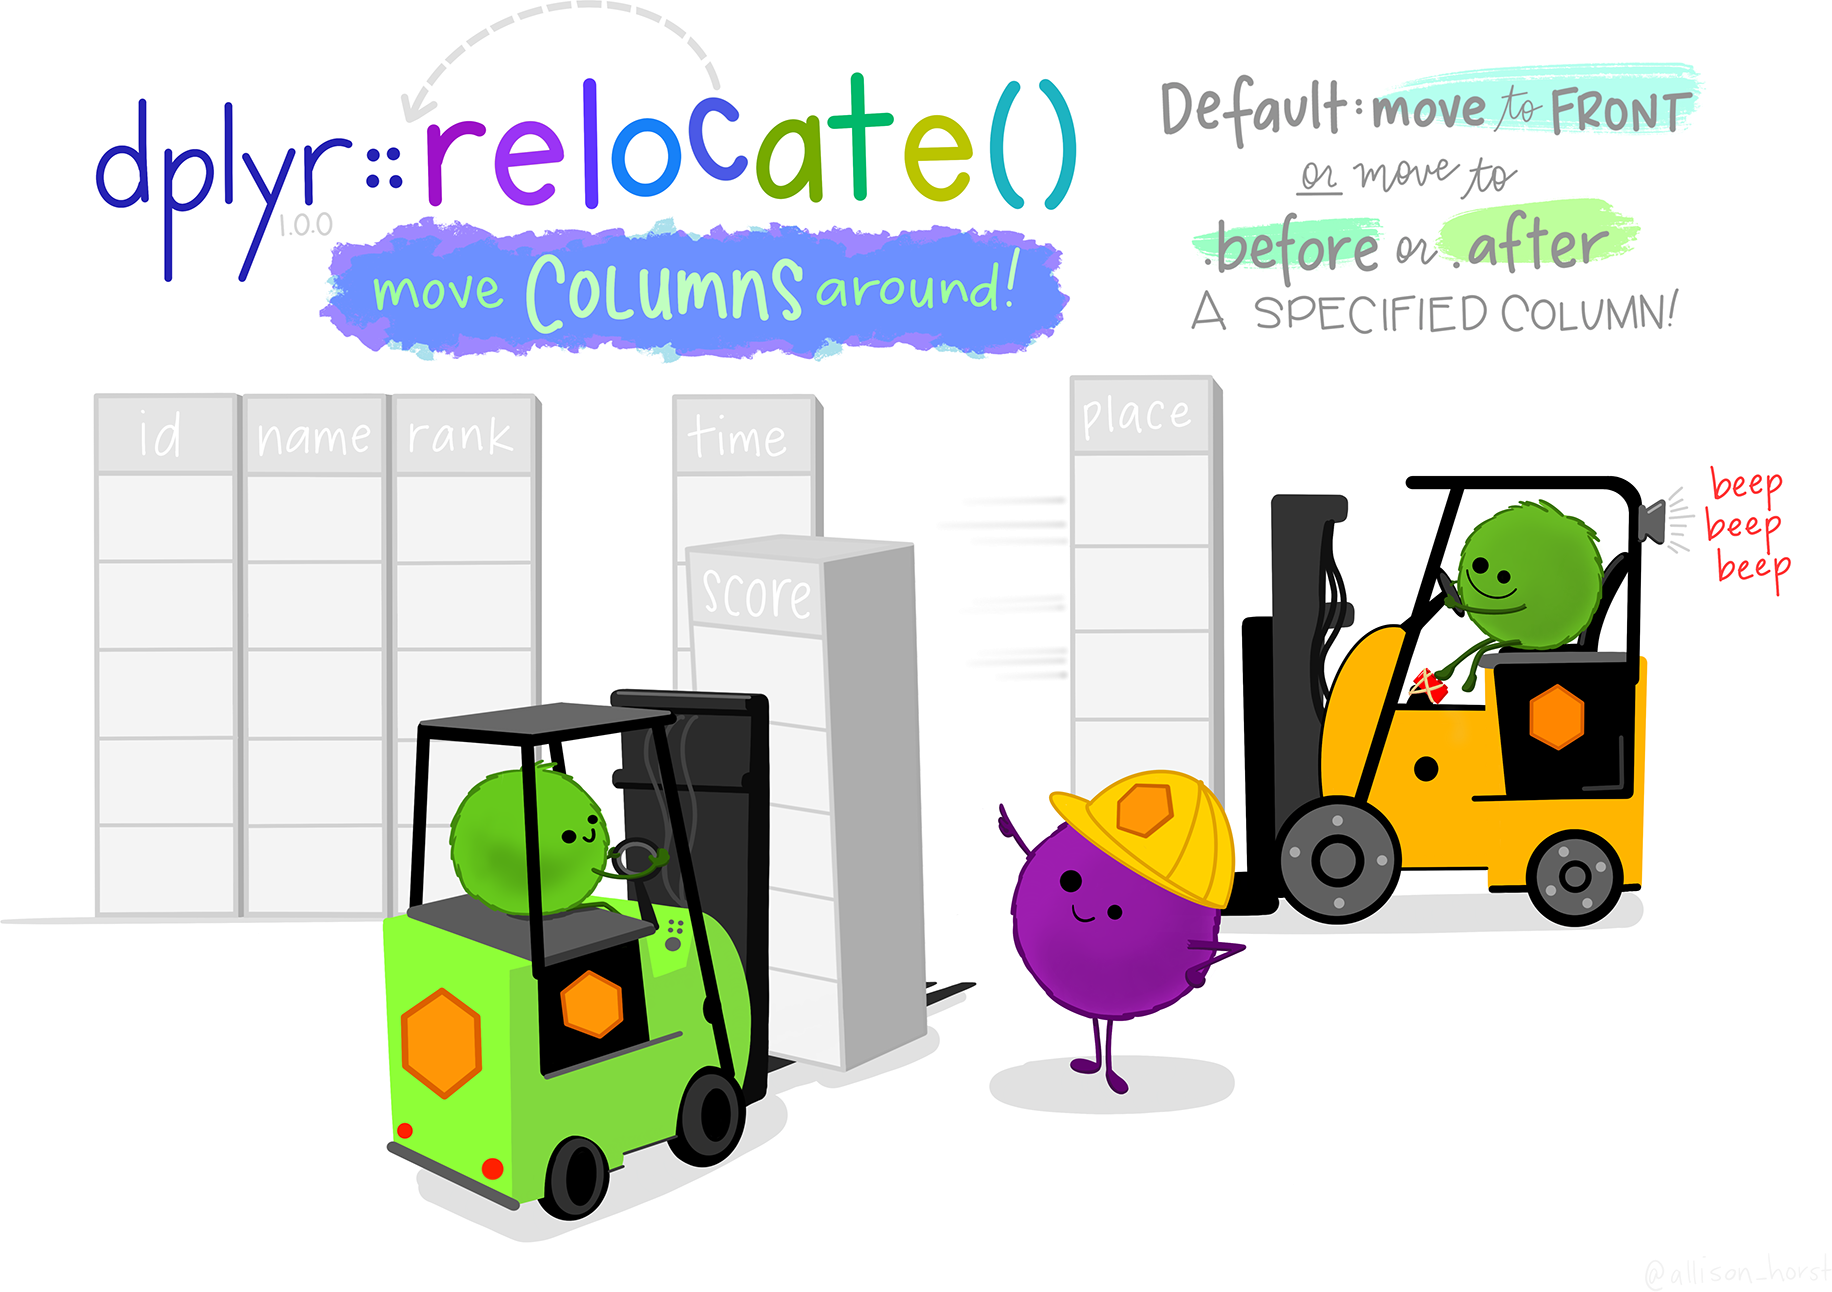 dplyr::relocate()
1.0.0
move COLUMNS around!
Default: move to FRONT
or move to
.before or .after
A SPECIFIED COLUMN!
id name rank time place
score
beep
beep
beep
@allison_horst